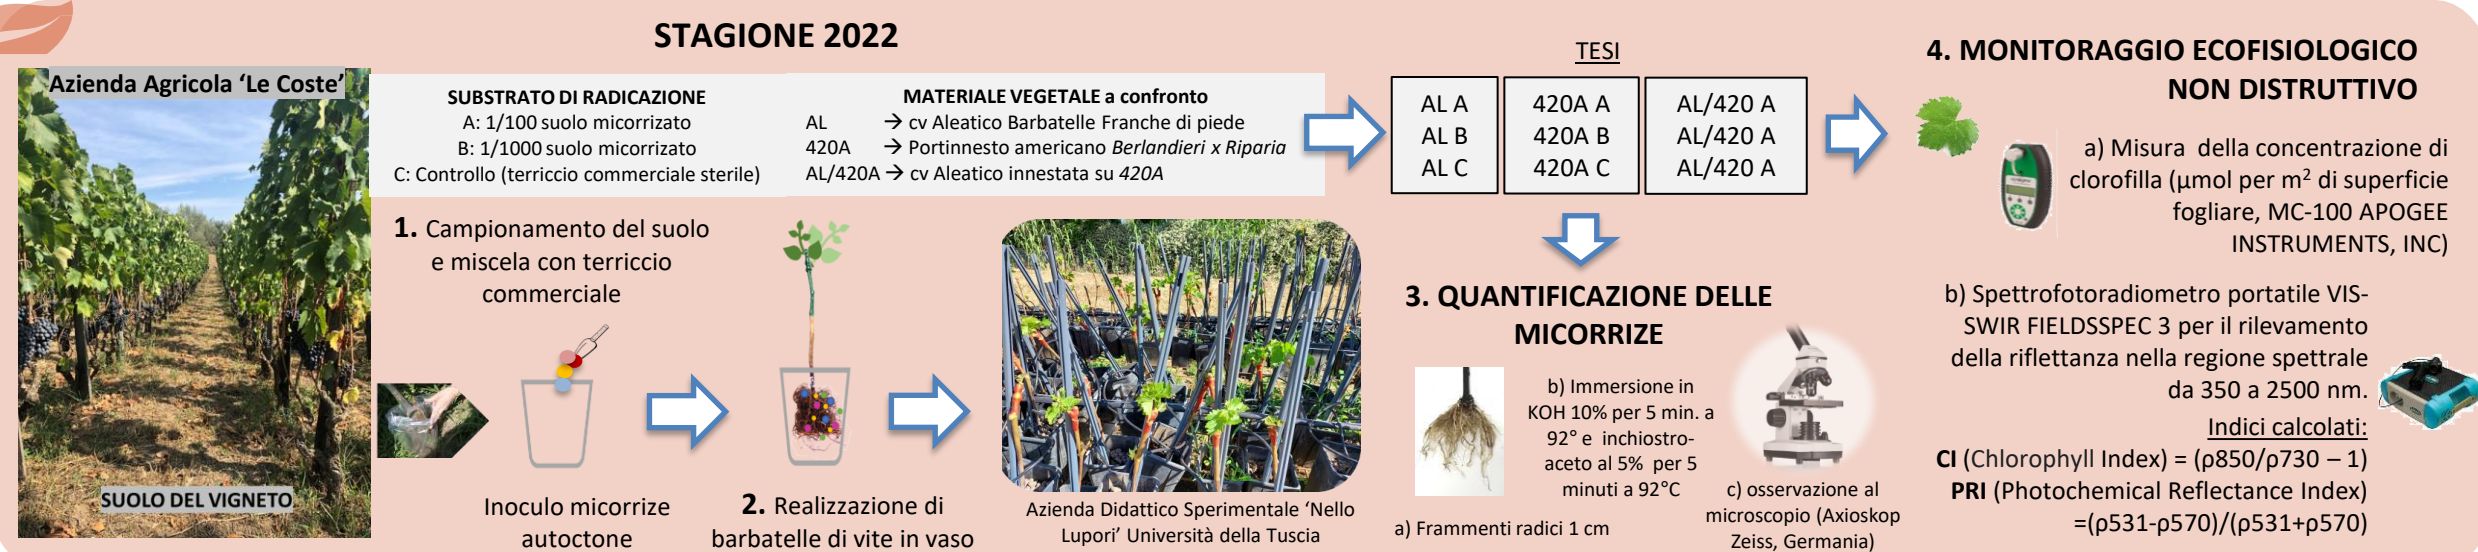 STAGIONE 2022
Azienda Agricola ‘Le Coste’
SUOLO DEL VIGNETO
SUBSTRATO DI RADICAZIONE
A: 1/100 suolo micorrizato
B: 1/1000 suolo micorrizato
C: Controllo (terriccio commerciale sterile)
MATERIALE VEGETALE a confronto
AL → cv Aleatico Barbatelle Franche di piede
420A → Portinnesto americano Berlandieri x Riparia
AL/420A → cv Aleatico innestata su 420A
1. Campionamento del suolo
e miscela con terriccio
commerciale
Inoculo micorrize
autoctone
2. Realizzazione di
barbatelle di vite in vaso
Azienda Didattico Sperimentale ‘Nello
Lupori’ Università della Tuscia
TESI
AL A
AL B
AL C
420A A
420A B
420A C
AL/420 A
AL/420 A
AL/420 A
3. QUANTIFICAZIONE DELLE
MICORRIZE
a) Frammenti radici 1 cm
b) Immersione in
KOH 10% per 5 min. a
92° e inchiostro-
aceto al 5% per 5
minuti a 92°C
c) osservazione al
microscopio (Axioskop
Zeiss, Germania)
4. MONITORAGGIO ECOFISIOLOGICO
NON DISTRUTTIVO
a) Misura della concentrazione di
clorofilla (µmol per m² di superficie
fogliare, MC-100 APOGEE
INSTRUMENTS, INC)
b) Spettrofotoradiometro portatile VIS-
SWIR FIELDSSPEC 3 per il rilevamento
della riflettanza nella regione spettrale
da 350 a 2500 nm.
Indici calcolati:
CI (Chlorophyll Index) = (ρ850/ρ730 – 1)
PRI (Photochemical Reflectance Index)
=(ρ531-ρ570)/(ρ531+ρ570)